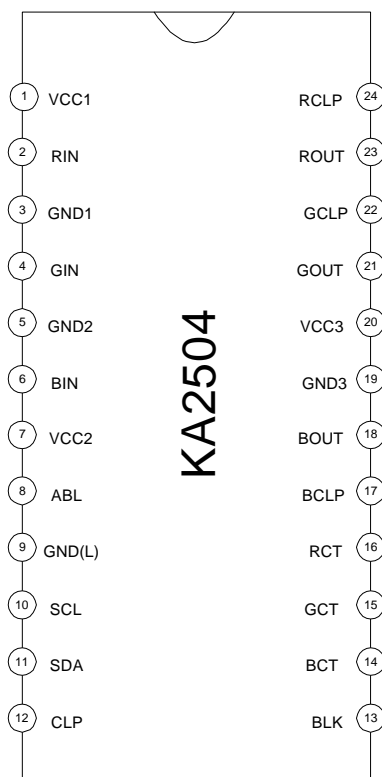 1 VCC1 RCLP 24
2 RIN ROUT 23
3 GND1 GCLP 22
4 GIN GOUT 21
5 GND2 VCC3 20
6 BIN GND3 19
7 VCC2 BOUT 18
8 ABL BCLP 17
9 GND(L) RCT 16
10 SCL GCT 15
11 SDA BCT 14
12 CLP BLK 13
KA2504